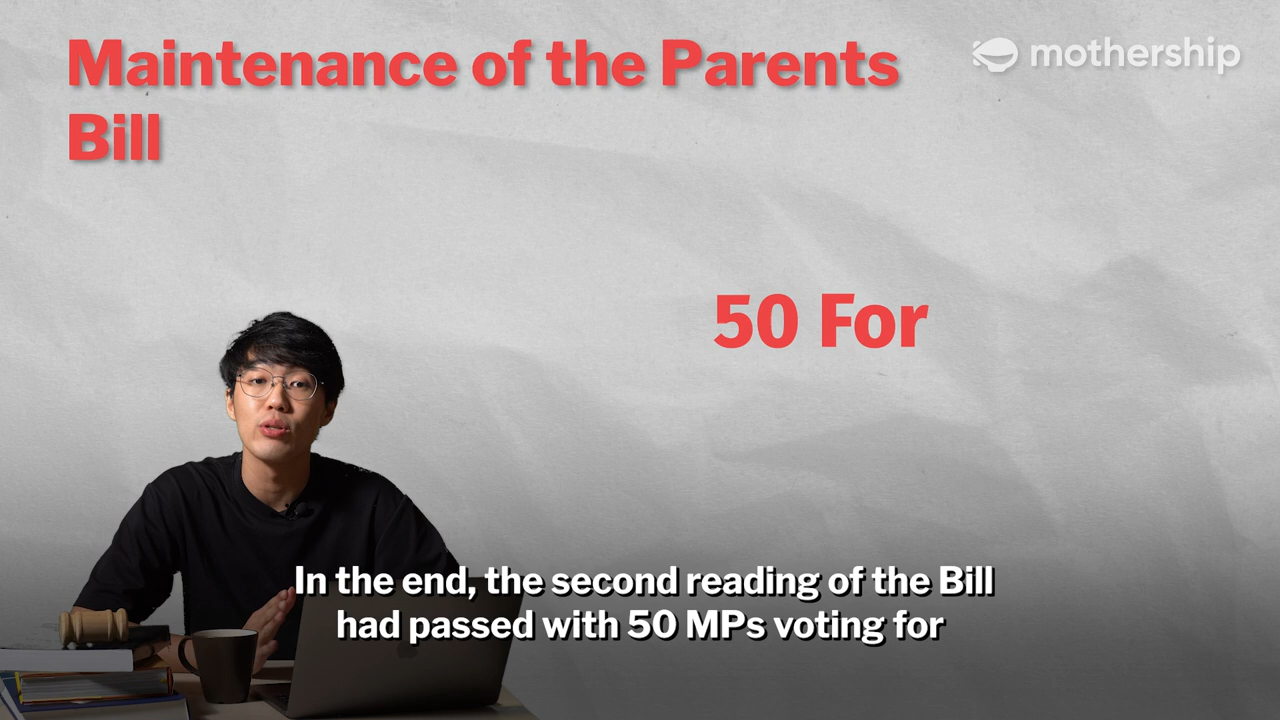 Maintenance of the Parents
Bill
mothership
50 For
In the end, the second reading of the Bill
had passed with 50 MPs voting for